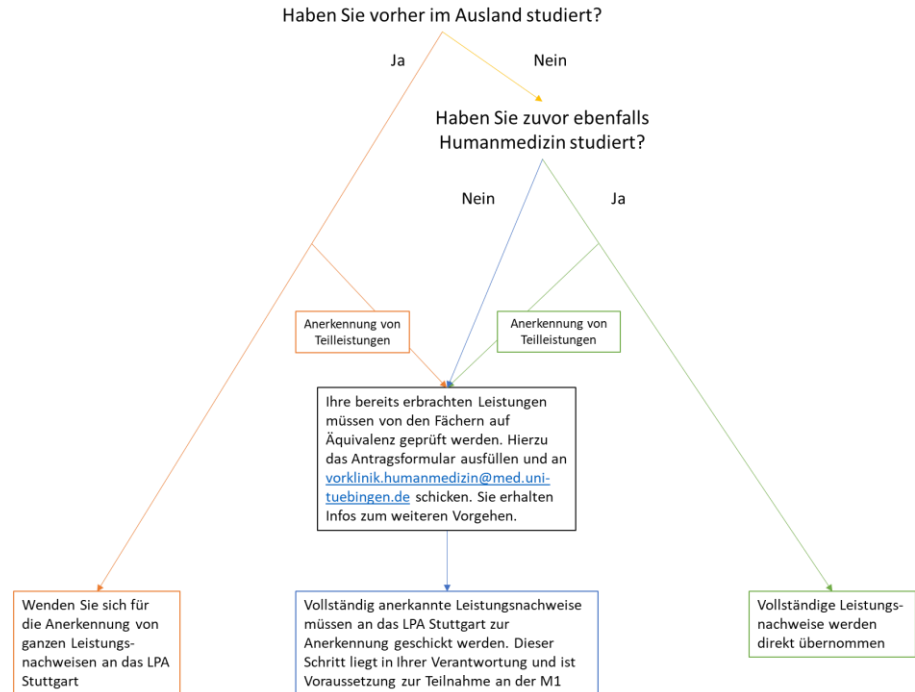 Haben Sie vorher im Ausland studiert?
Ja
Nein
Haben Sie zuvor ebenfalls
Humanmedizin studiert?
Nein
Ja
Anerkennung von
Teilleistungen
Anerkennung von
Teilleistungen
Ihre bereits erbrachten Leistungen
müssen von den Fächern auf
Äquivalenz geprüft werden. Hierzu
das Antragsformular ausfüllen und an
vorklinik.humanmedizin@med.uni-
tuebingen.de schicken. Sie erhalten
Infos zum weiteren Vorgehen.
Wenden Sie sich für
die Anerkennung von
ganzen Leistungs-
nachweisen an das LPA
Stuttgart
Vollständig anerkannte Leistungsnachweise
müssen an das LPA Stuttgart zur
Anerkennung geschickt werden. Dieser
Schritt liegt in Ihrer Verantwortung und ist
Voraussetzung zur Teilnahme an der M1
Vollständige Leistungs-
nachweise werden
direkt übernommen